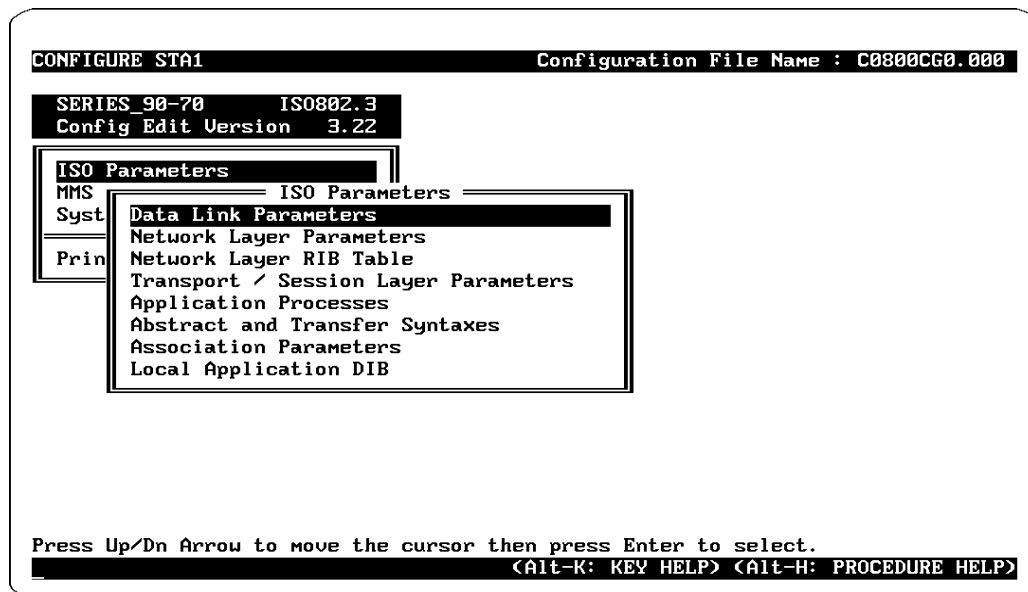 CONFIGURE STA1 Configuration File Name : C0800CG0.000
SERIES_90-70 ISO802.3
Config Edit Version 3.22
ISO Parameters
MMS
Syst
Prin
ISO Parameters
Data Link Parameters
Network Layer Parameters
Network Layer RIB Table
Transport / Session Layer Parameters
Application Processes
Abstract and Transfer Syntaxes
Association Parameters
Local Application DIB
Press Up/Dn Arrow to move the cursor then press Enter to select.
(Alt-K: KEY HELP) (Alt-H: PROCEDURE HELP)